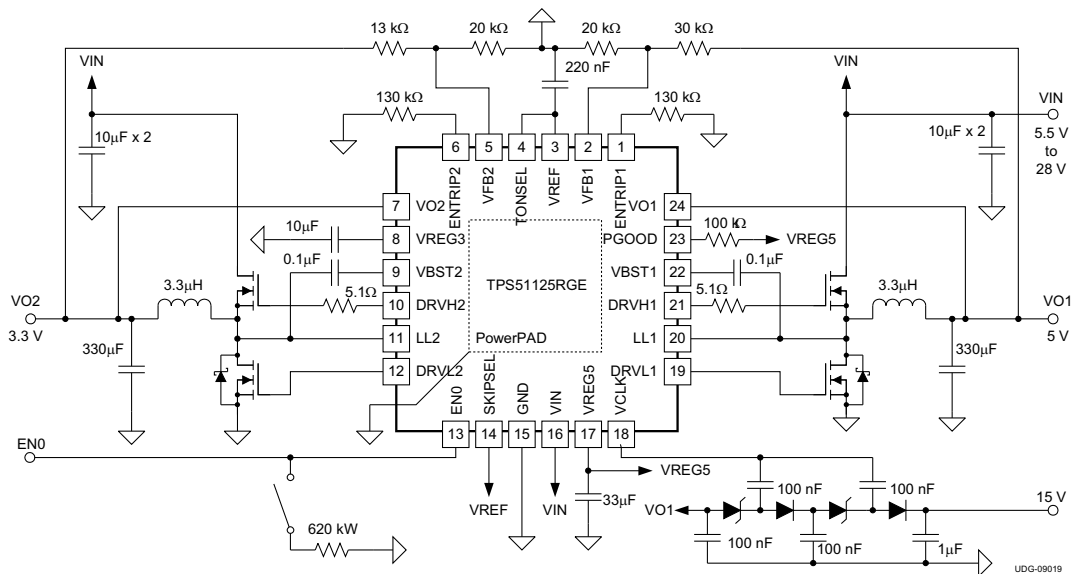 13 kΩ
20 kΩ
20 kΩ
30 kΩ
VIN
220 nF
VIN
130 kΩ
130 kΩ
VIN
10μF x 2
10μF x 2
5.5 V
to
28 V
6
5
4
3
2
1
ENTRIP2
VFB2
TONSEL
VREF
VFB1
ENTRIP1
7
VO2
VO1
24
100 kΩ
10μF
8
VREG3
PGOOD
23
VREG5
0.1μF
9
VBST2
VBST1
22
0.1μF
TPS51125RGE
3.3μH
5.1Ω
10
DRVH2
DRVH1
21
5.1Ω
3.3μH
VO2
3.3 V
VO1
5 V
11
LL2
PowerPAD
LL1
20
330μF
330μF
12
DRVL2
DRVL1
19
EN0
SKIPSEL
GND
VIN
VREG5
VCLK
13
14
15
16
17
18
EN0
VREG5
VREF
VIN
33μF
100 nF
100 nF
VO1
15 V
620 kW
100 nF
100 nF
1μF
UDG-09019